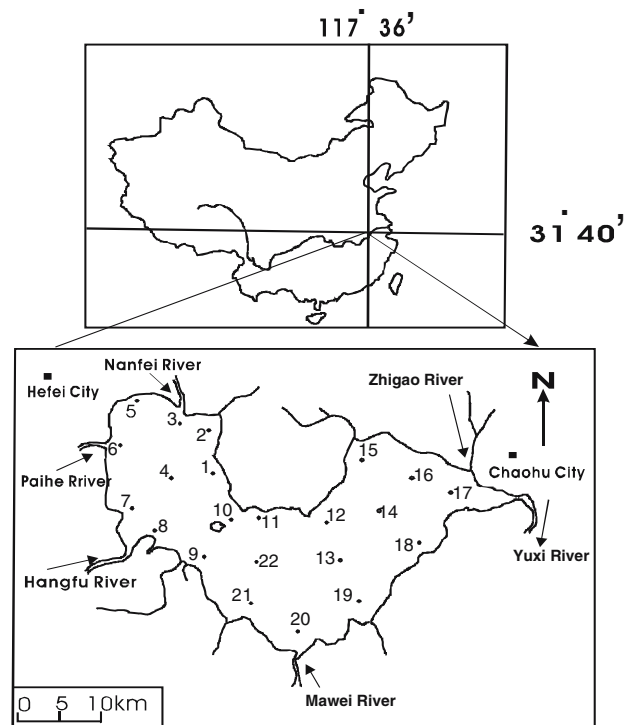 117° 36’
31° 40’
Nanfei River
Hefei City
Zhigao River
N
5
3
2
6
15
Paihe Rriver
4
1
16
Chaohu City
17
7
10
11
12
14
8
Yuxi River
18
9
22
13
Hangfu River
21
19
20
0 5 10km
Mawei River